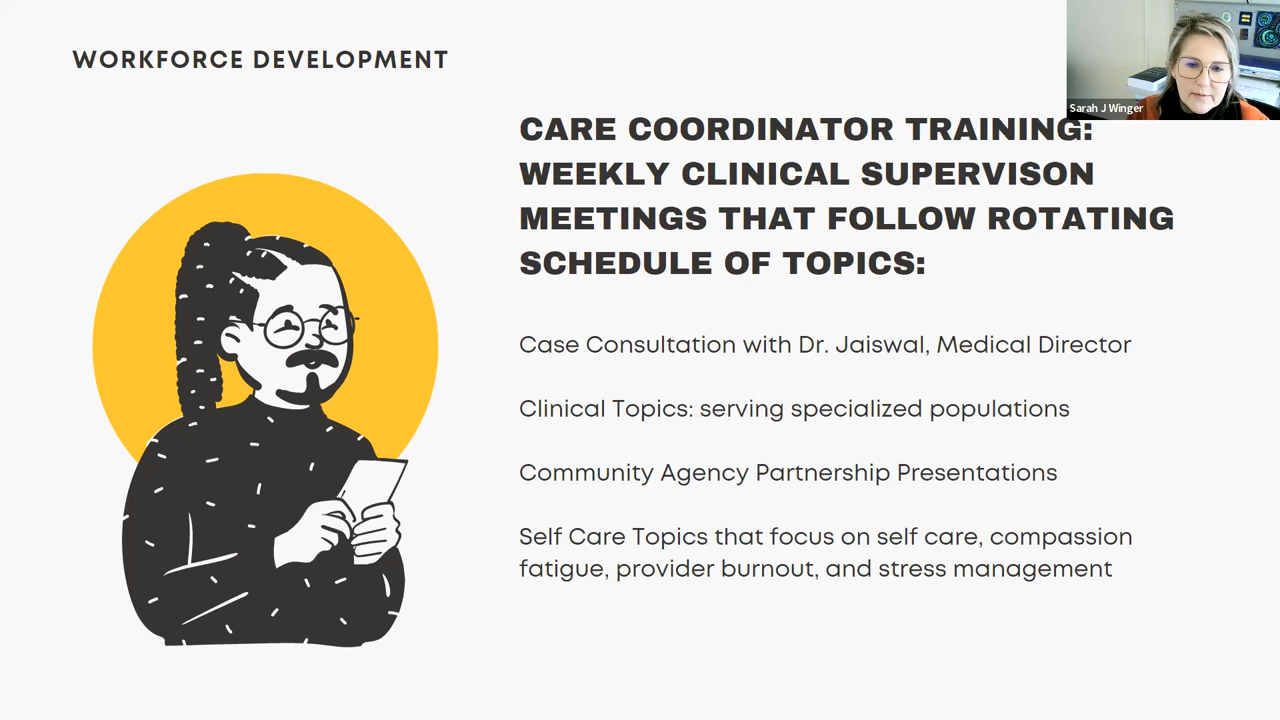 WORKFORCE DEVELOPMENT
Sarah J Winger
CARE COORDINATOR TRAINING:
WEEKLY CLINICAL SUPERVISON
MEETINGS THAT FOLLOW ROTATING
SCHEDULE OF TOPICS:
Case Consultation with Dr. Jaiswal, Medical Director
Clinical Topics: serving specialized populations
Community Agency Partnership Presentations
Self Care Topics that focus on self care, compassion
fatigue, provider burnout, and stress management